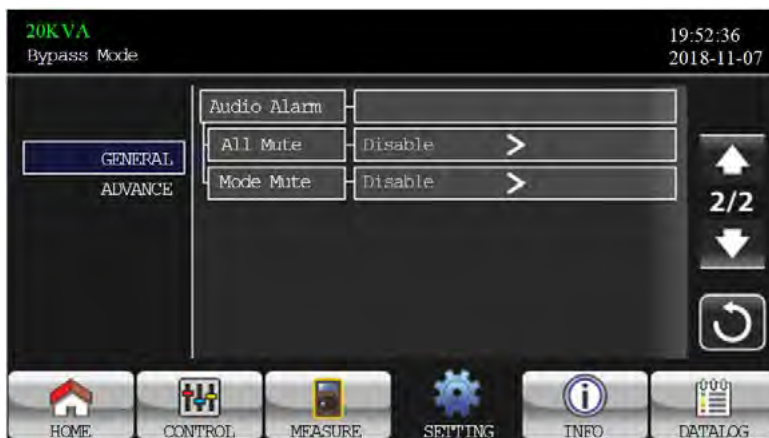 20KVA
Bypass Mode
19:52:36
2018-11-07
GENERAL
ADVANCE
Audio Alarm
All Mute
Disable
>
Mode Mute
Disable
>
2/2
HOME
CONTROL
MEASURE
SETTING
INFO
DATALOG